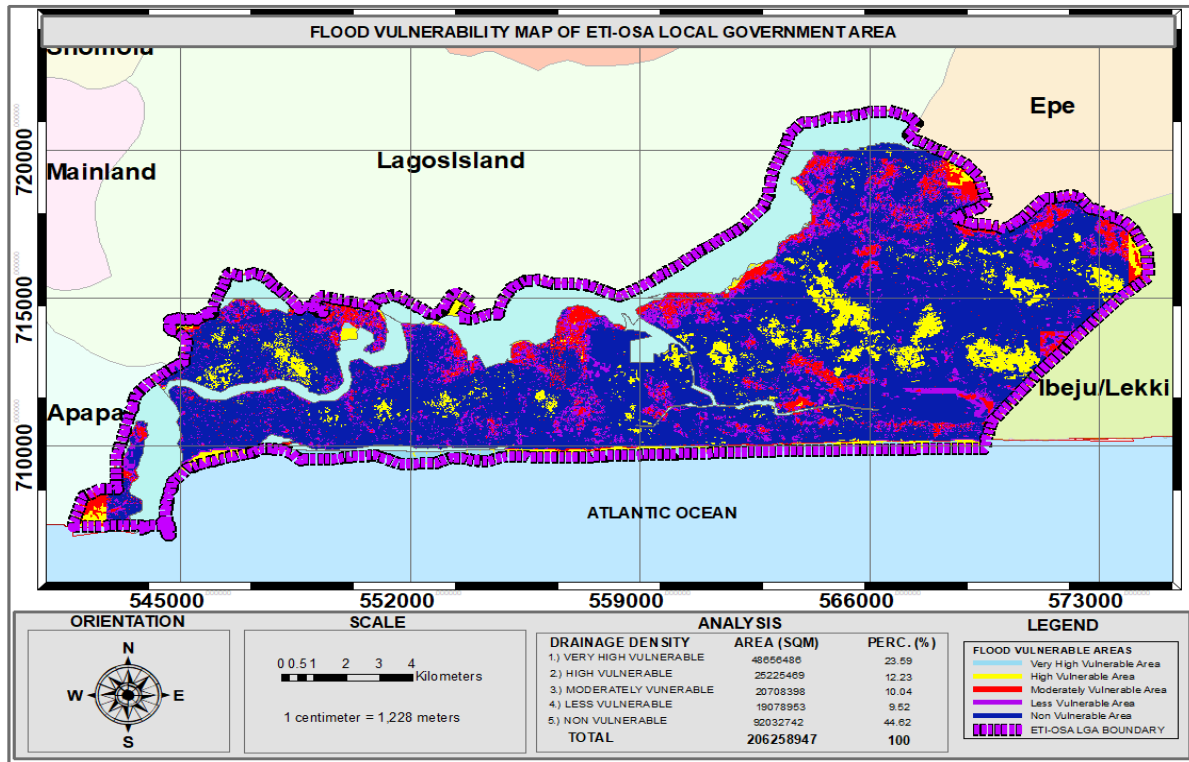 FLOOD VULNERABILITY MAP OF ETI-OSA LOCAL GOVERNMENT AREA
Shomolu
Epe
LagosIsland
Mainland
Ibeju/Lekki
Apapa
ATLANTIC OCEAN
720000
715000
710000
545000 552000 559000 566000 573000
ORIENTATION
N
W E
S
SCALE
0 0.5 1 2 3 4
Kilometers
1 centimeter = 1,228 meters
ANALYSIS
DRAINAGE DENSITY AREA (SQM) PERC. (%)
1.) VERY HIGH VULNERABLE 48656486 23.59
2.) HIGH VULNERABLE 25225469 12.23
3.) MODERATELY VUNERABLE 20708398 10.04
4.) LESS VULNERABLE 19078953 9.52
5.) NON VULNERABLE 92032742 44.62
TOTAL 206258947 100
LEGEND
FLOOD VULNERABLE AREAS
Very High Vulnerable Area
High Vulnerable Area
Moderately Vulnerable Area
Less Vulnerable Area
Non Vulnerable Area
ETI-OSA LGA BOUNDARY